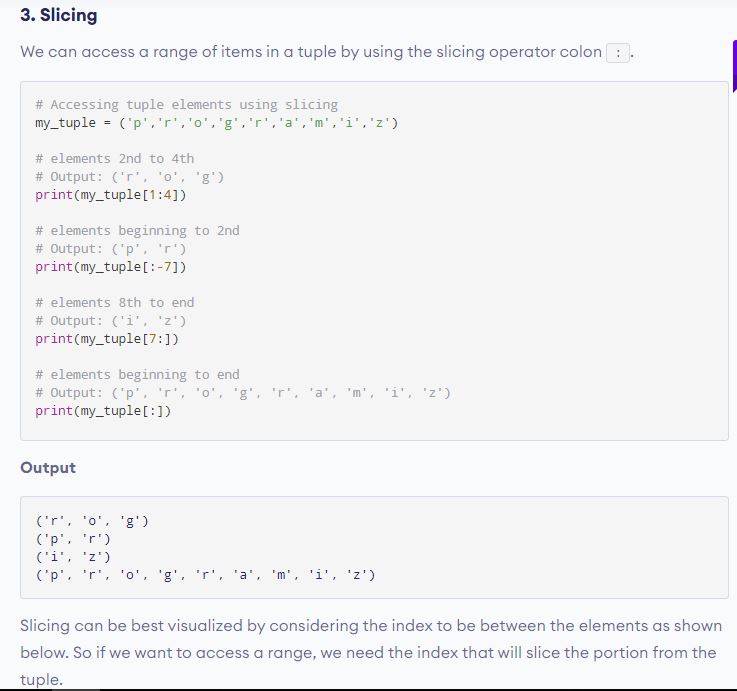 3. Slicing
We can access a range of items in a tuple by using the slicing operator colon : .
# Accessing tuple elements using slicing
my_tuple = ('p','r','o','g','r','a','m','i','z')
# elements 2nd to 4th
# Output: ('r', 'o', 'g')
print(my_tuple[1:4])
# elements beginning to 2nd
# Output: ('p', 'r')
print(my_tuple[:-7])
# elements 8th to end
# Output: ('i', 'z')
print(my_tuple[7:])
# elements beginning to end
# Output: ('p', 'r', 'o', 'g', 'r', 'a', 'm', 'i', 'z')
print(my_tuple[:])
Output
('r', 'o', 'g')
('p', 'r')
('i', 'z')
('p', 'r', 'o', 'g', 'r', 'a', 'm', 'i', 'z')
Slicing can be best visualized by considering the index to be between the elements as shown
below. So if we want to access a range, we need the index that will slice the portion from the
tuple.